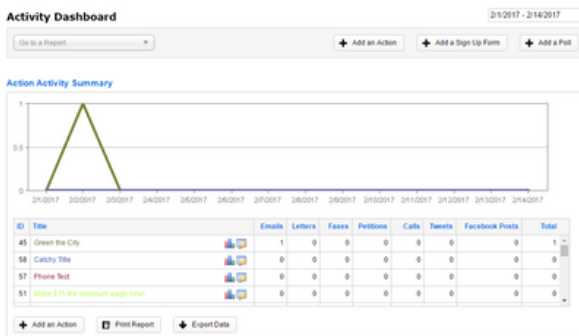 Activity Dashboard
2/1/2017 - 2/14/2017
Go to a Report
Add an Action
Add a Sign Up Form
Add a Poll
Action Activity Summary
1
0.5
0
2/1/2017 2/2/2017 2/3/2017 2/4/2017 2/5/2017 2/6/2017 2/7/2017 2/8/2017 2/9/2017 2/10/2017 2/11/2017 2/12/2017 2/13/2017 2/14/2017
ID Title Emails Letters Faxes Petitions Calls Tweets Facebook Posts Total
45 Green the City 1 0 0 0 0 0 0 1
58 Catchy Title 0 0 0 0 0 0 0 0
57 Phone Test 0 0 0 0 0 0 0 0
51 Make $15 the minimum wage now! 0 0 0 0 0 0 0 0
Add an Action
Print Report
Export Data